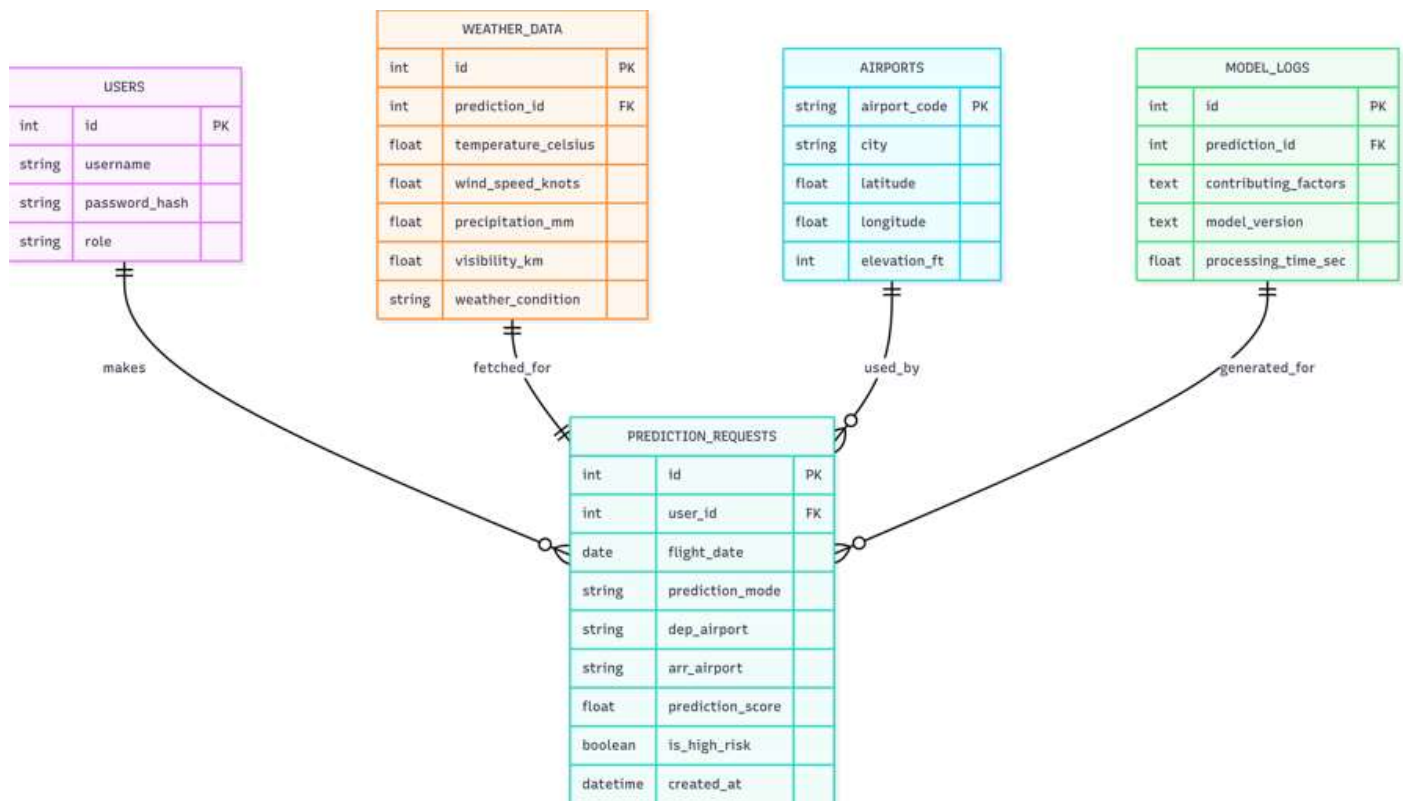 WEATHER_DATA
int id PK
int prediction_id FK
float temperature_celsius
float wind_speed_knots
float precipitation_mm
float visibility_km
string weather_condition
USERS
int id PK
string username
string password_hash
string role
AIRPORTS
string airport_code PK
string city
float latitude
float longitude
int elevation_ft
MODEL_LOGS
int id PK
int prediction_id FK
text contributing_factors
text model_version
float processing_time_sec
makes
fetched_for
used_by
generated_for
PREDICTION_REQUESTS
int id PK
int user_id FK
date flight_date
string prediction_mode
string dep_airport
string arr_airport
float prediction_score
boolean is_high_risk
datetime created_at